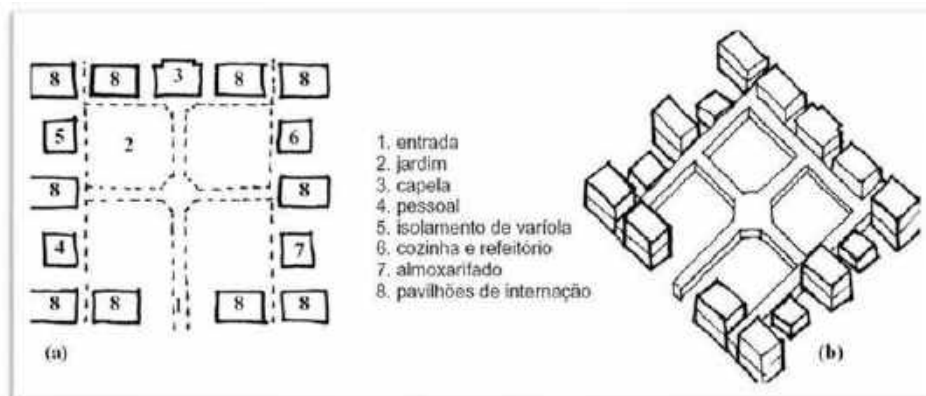 8 8 3 8 8
5 2 6
8 8
4 7
8 8 1 8 8
(a)
1. entrada
2. jardim
3. capela
4. pessoal
5. isolamento de varíola
6. cozinha e refeitório
7. almoxarifado
8. pavilhões de internação
(b)